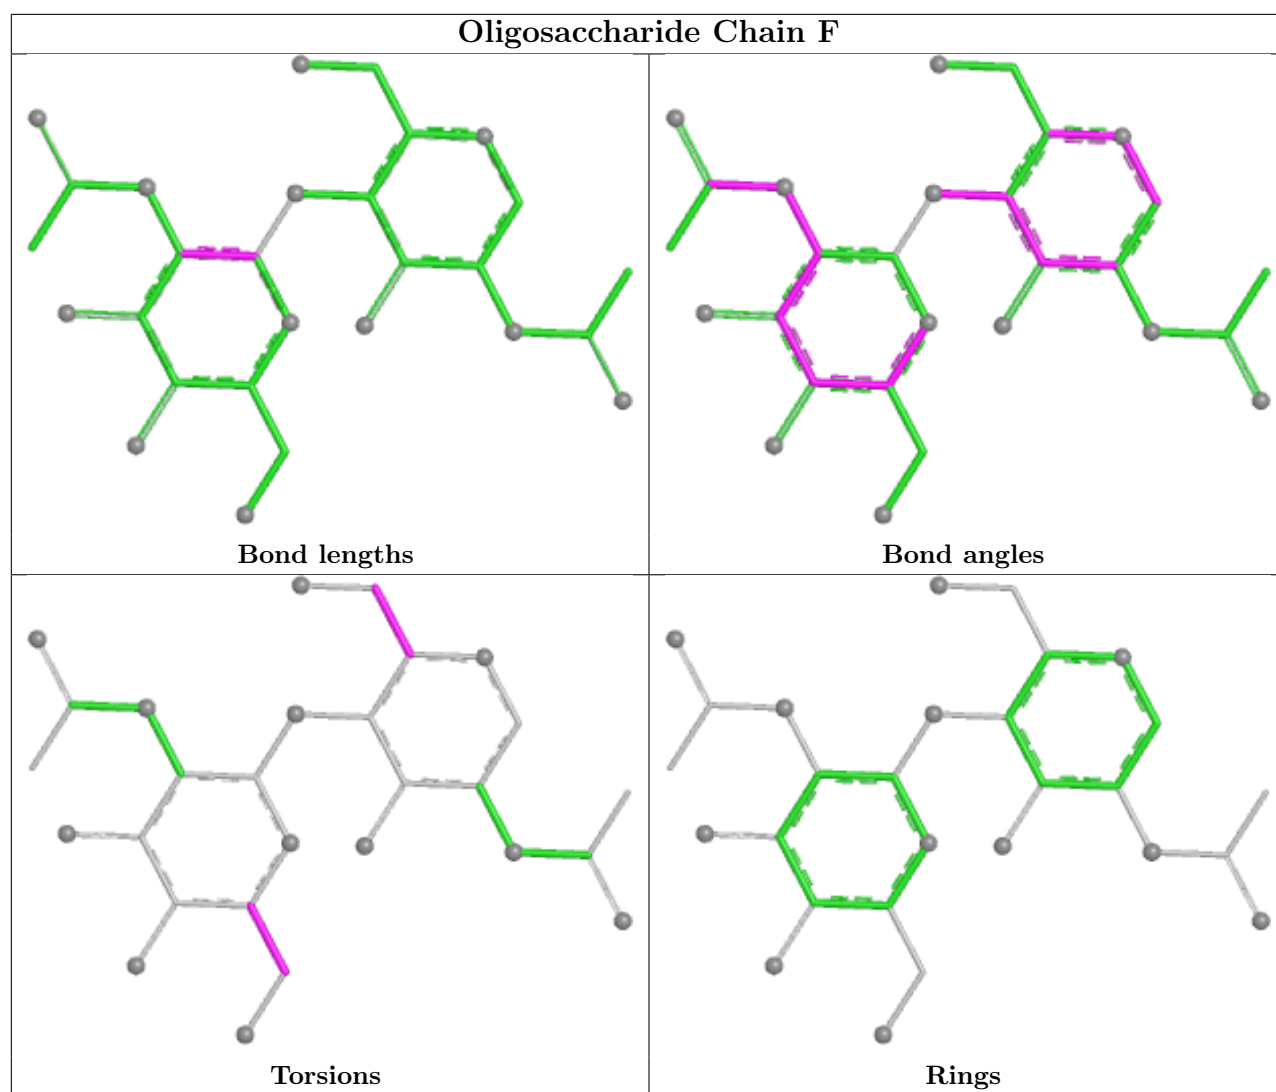 Oligosaccharide Chain F
Bond lengths
Bond angles
Torsions
Rings